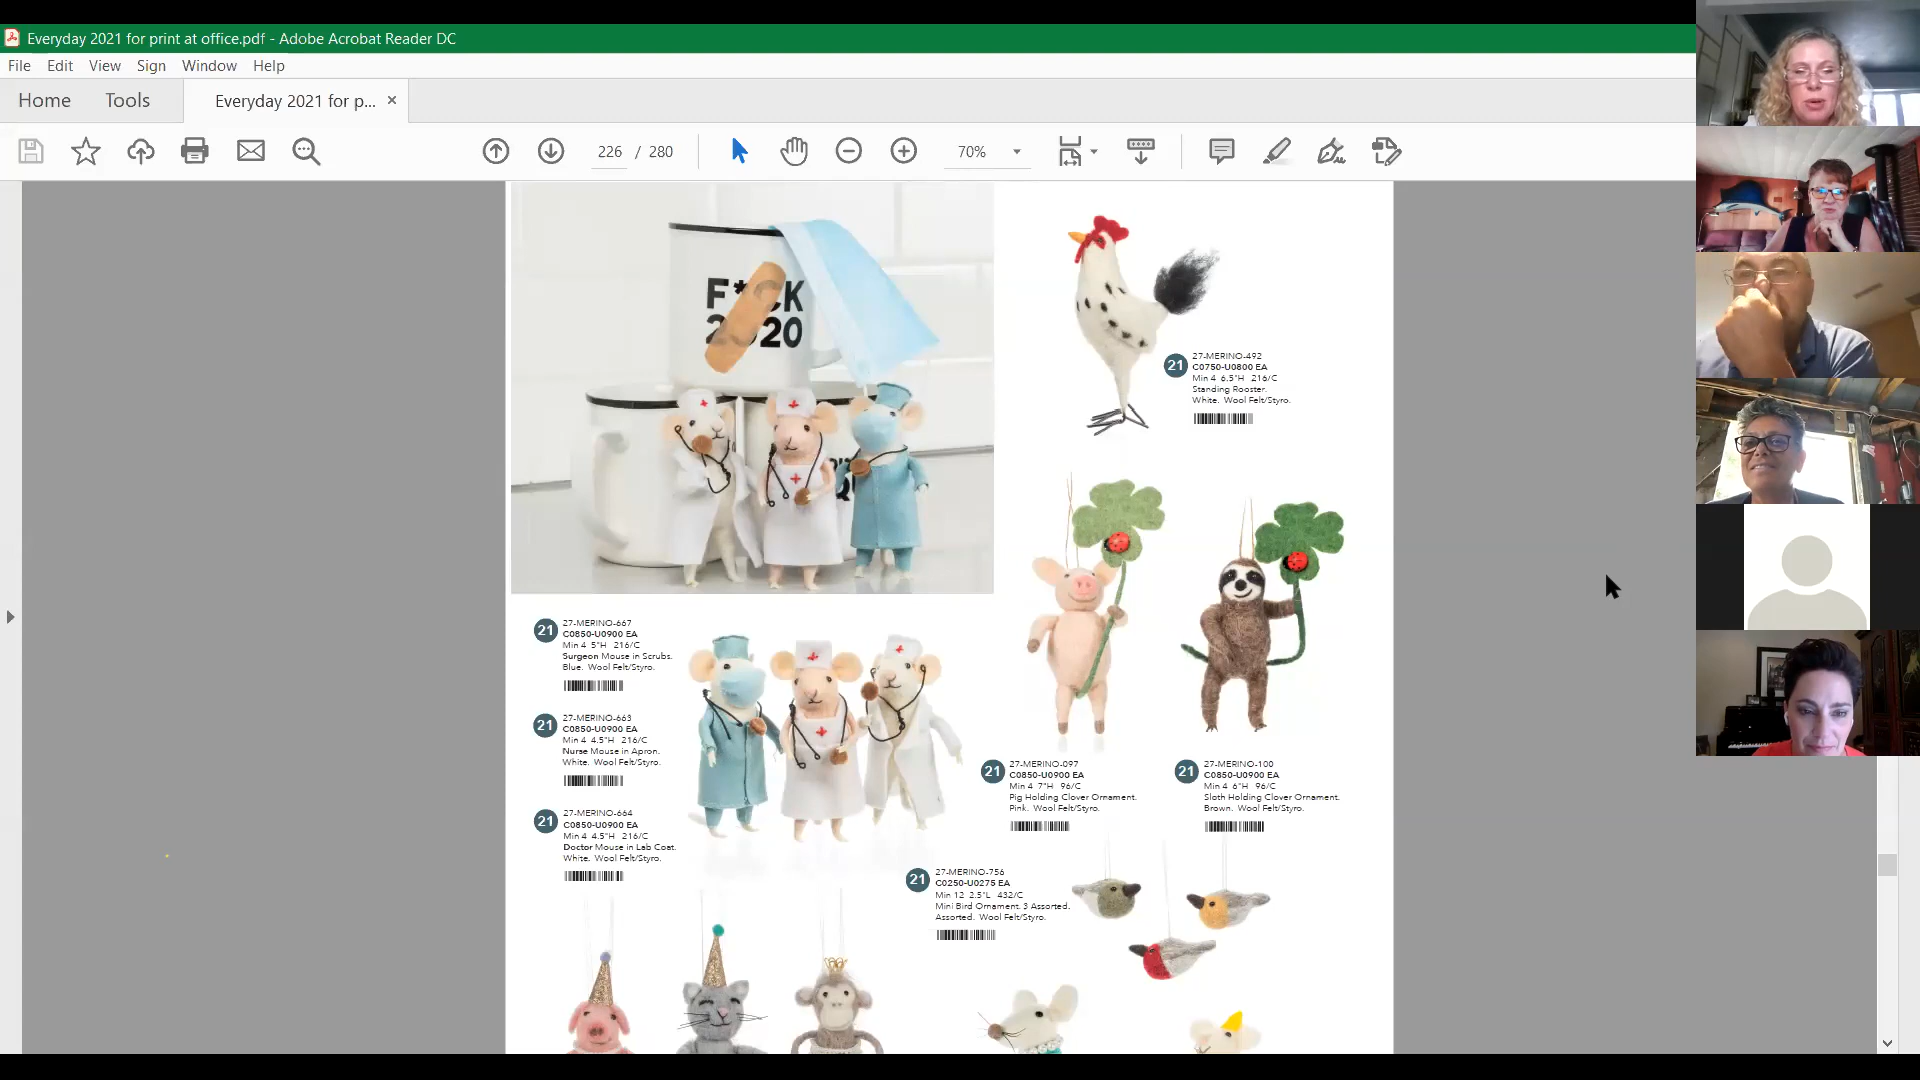 Everyday 2021 for print at office.pdf - Adobe Acrobat Reader DC
File Edit View Sign Window Help
Home Tools Everyday 2021 for p... ×
226 / 280 70%
F*CK
2020
21
27-MERINO-492
C0750-U0800 EA
Min 4 6.5"H 216/C
Standing Rooster.
White. Wool Felt/Styro.
21
27-MERINO-667
C0850-U0900 EA
Min 4 5"H 216/C
Surgeon Mouse in Scrubs.
Blue. Wool Felt/Styro.
21
27-MERINO-663
C0850-U0900 EA
Min 4 4.5"H 216/C
Nurse Mouse in Apron.
White. Wool Felt/Styro.
21
27-MERINO-664
C0850-U0900 EA
Min 4 4.5"H 216/C
Doctor Mouse in Lab Coat.
White. Wool Felt/Styro.
21
27-MERINO-097
C0850-U0900 EA
Min 4 7"H 96/C
Pig Holding Clover Ornament.
Pink. Wool Felt/Styro.
21
27-MERINO-100
C0850-U0900 EA
Min 4 6"H 96/C
Sloth Holding Clover Ornament.
Brown. Wool Felt/Styro.
21
27-MERINO-756
C0250-U0275 EA
Min 12 2.5"L 432/C
Mini Bird Ornament. 3 Assorted.
Assorted. Wool Felt/Styro.